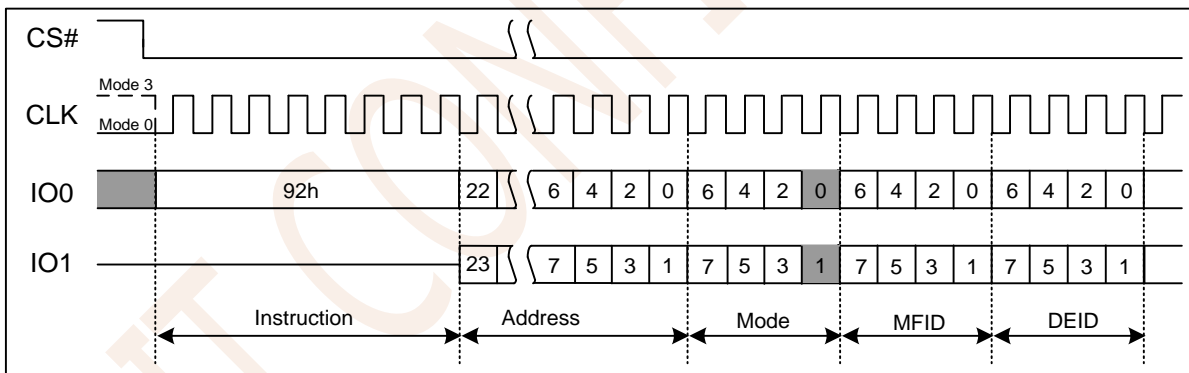 CS#
Mode 3
CLK
Mode 0
IO0 92h 22 6 4 2 0 6 4 2 0 6 4 2 0 6 4 2 0
IO1 23 7 5 3 1 7 5 3 1 7 5 3 1 7 5 3 1
Instruction Address Mode MFID DEID